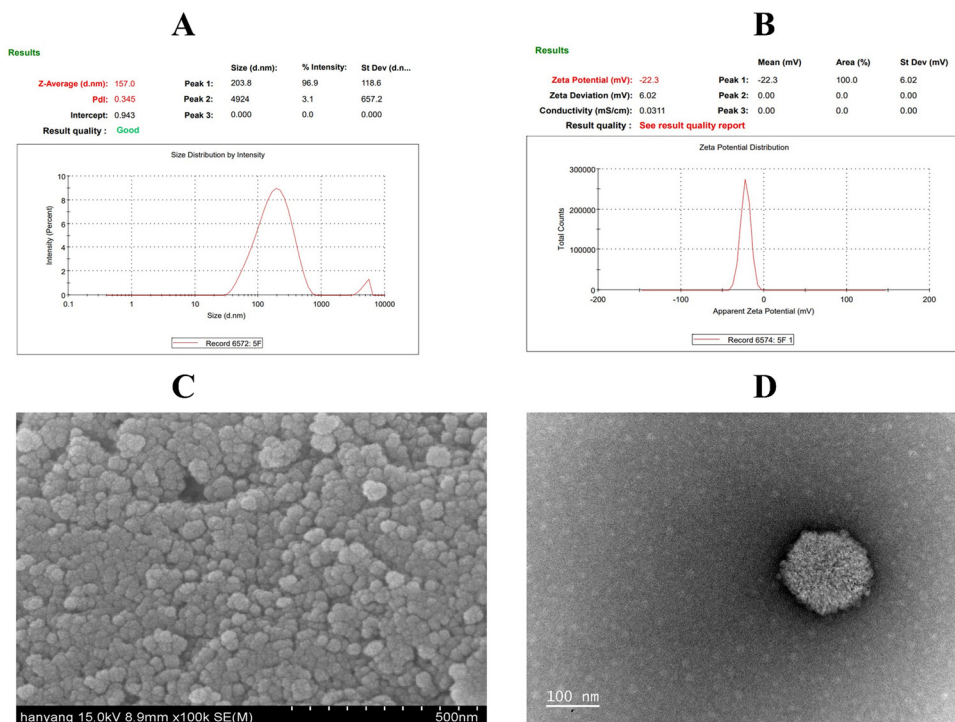 A
Results
Size (d.nm): % Intensity: St Dev (d.n...
Z-Average (d.nm): 157.0 Peak 1: 203.8 96.9 118.6
PdI: 0.345 Peak 2: 4924 3.1 657.2
Intercept: 0.943 Peak 3: 0.000 0.0 0.000
Result quality : Good
Size Distribution by Intensity
Intensity (Percent)
10
8
6
4
2
0
0.1 1 10 100 1000 10000
Size (d.nm)
Record 6572: 5F
B
Results
Mean (mV) Area (%) St Dev (mV)
Zeta Potential (mV): -22.3 Peak 1: -22.3 100.0 6.02
Zeta Deviation (mV): 6.02 Peak 2: 0.00 0.0 0.00
Conductivity (mS/cm): 0.0311 Peak 3: 0.00 0.0 0.00
Result quality : See result quality report
Zeta Potential Distribution
Total Counts
300000
200000
100000
0
-200 -100 0 100 200
Apparent Zeta Potential (mV)
Record 6574: 5F 1
C
hanyang 15.0kV 8.9mm x100k SE(M) 500nm
D
100 nm